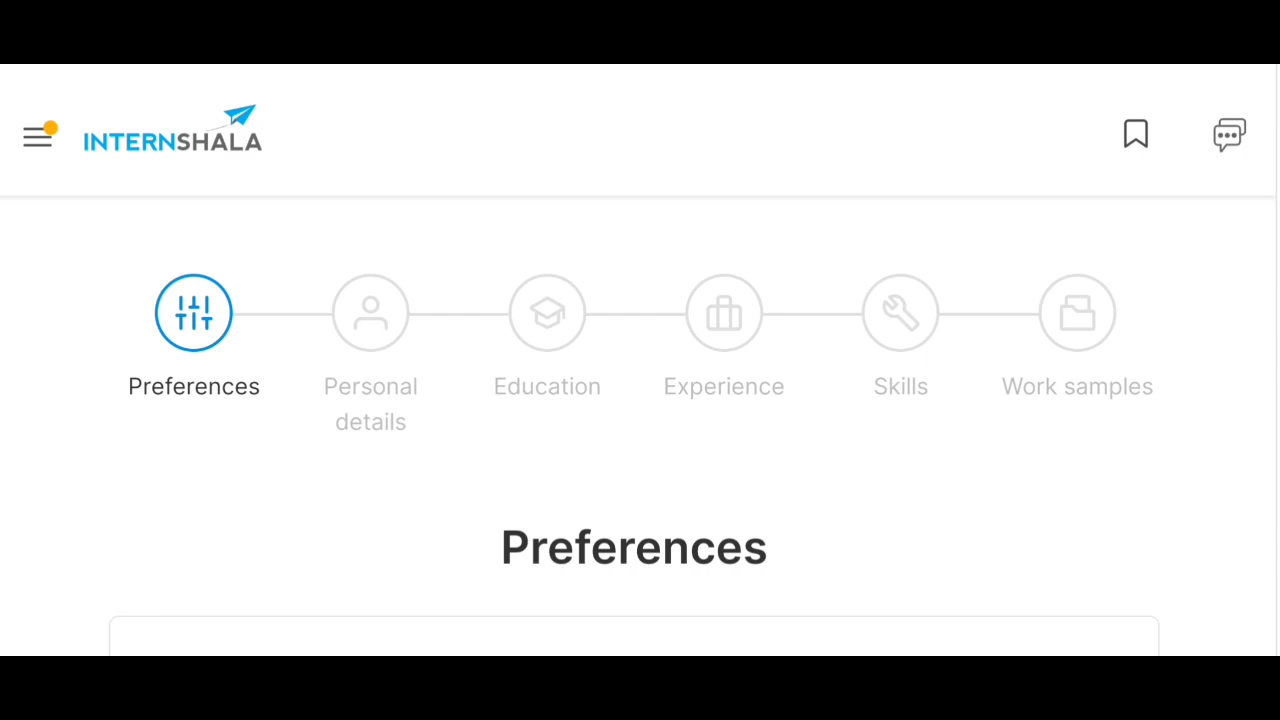 INTERNSHALA
Preferences
Personal
details
Education
Experience
Skills
Work samples
Preferences